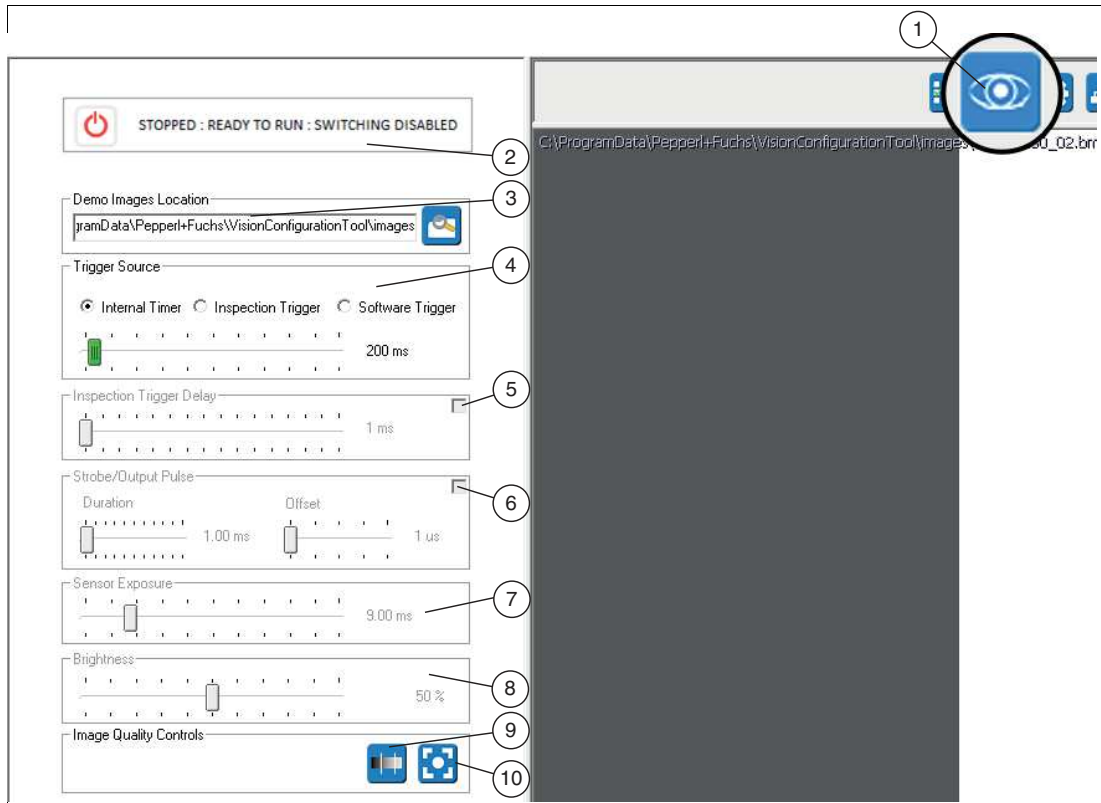 1
STOPPED : READY TO RUN : SWITCHING DISABLED
2
C:\ProgramData\Pepperl+Fuchs\VisionConfigurationTool\images\
0_02.bm
Demo Images Location
3
gramData\Pepperl+Fuchs\VisionConfigurationTool\images
Trigger Source
4
Internal Timer Inspection Trigger Software Trigger
200 ms
Inspection Trigger Delay
5
1 ms
Strobe/Output Pulse
6
Duration Offset
1.00 ms 1 us
Sensor Exposure
7
9.00 ms
Brightness
8
50 %
Image Quality Controls
9
10